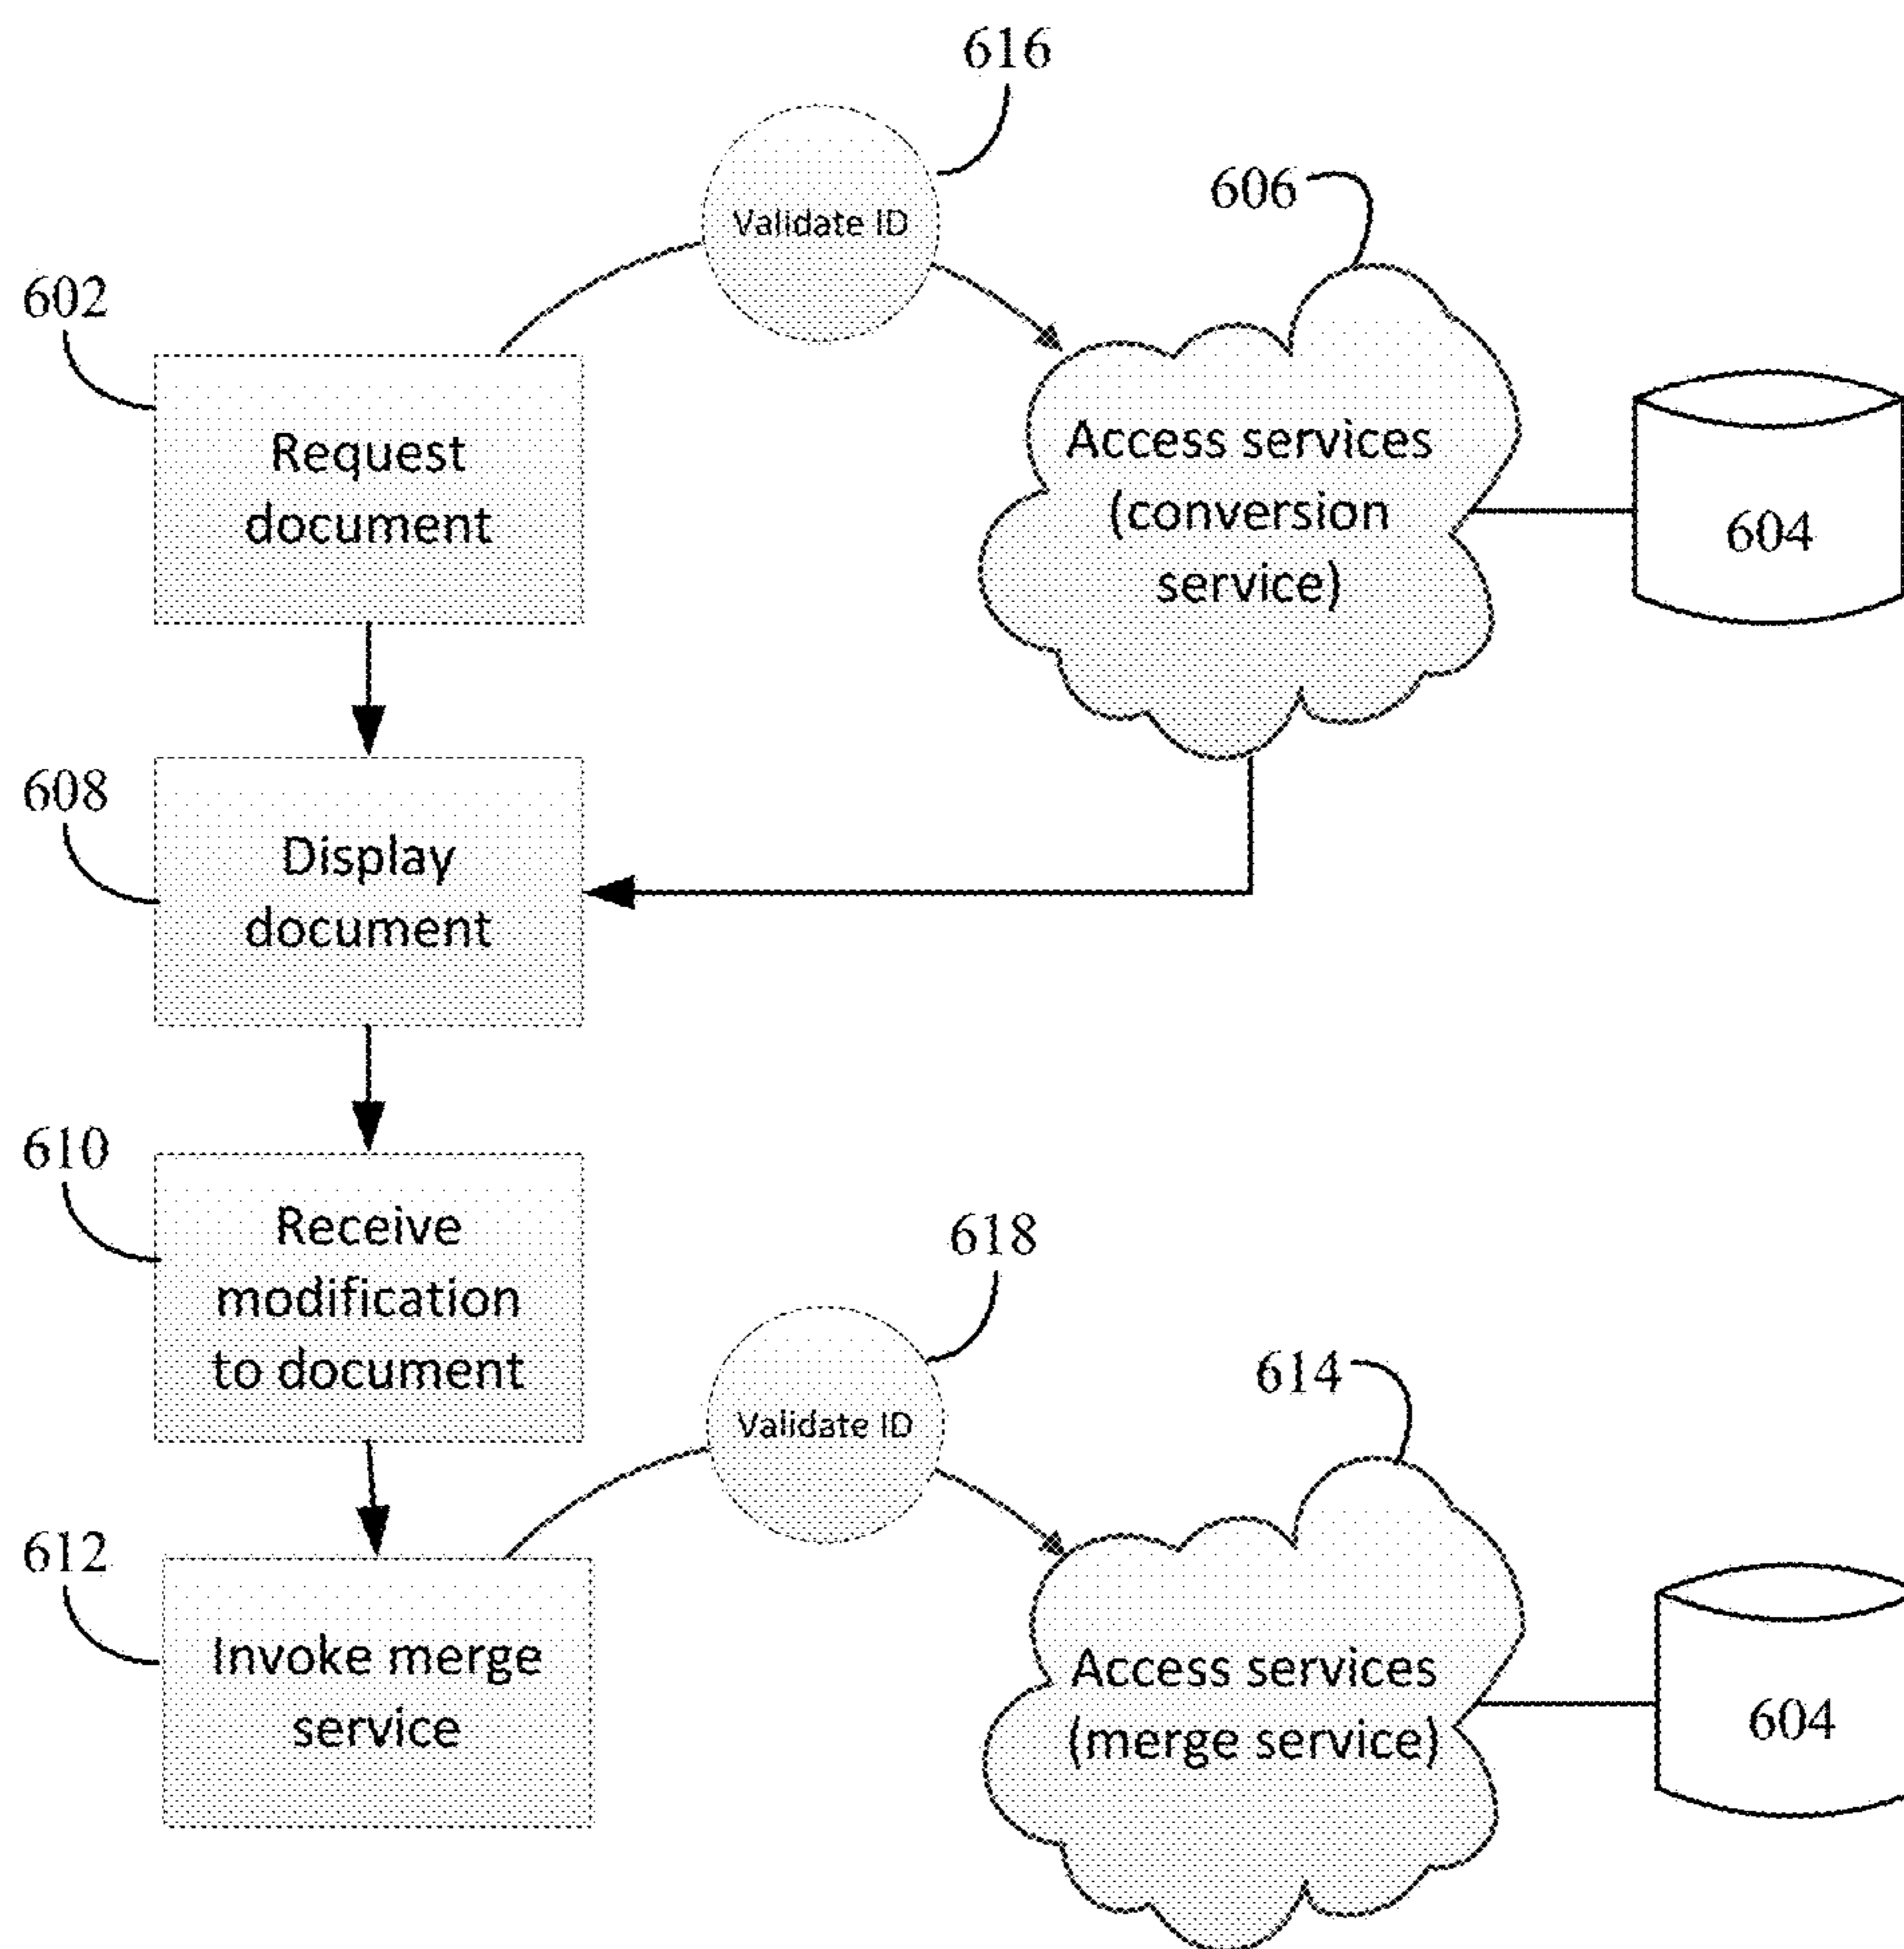 616
Validate ID
606
602
Request
document
Access services
(conversion
service)
604
608
Display
document
610
Receive
modification
to document
618
Validate ID
614
612
Invoke merge
service
Access services
(merge service)
604